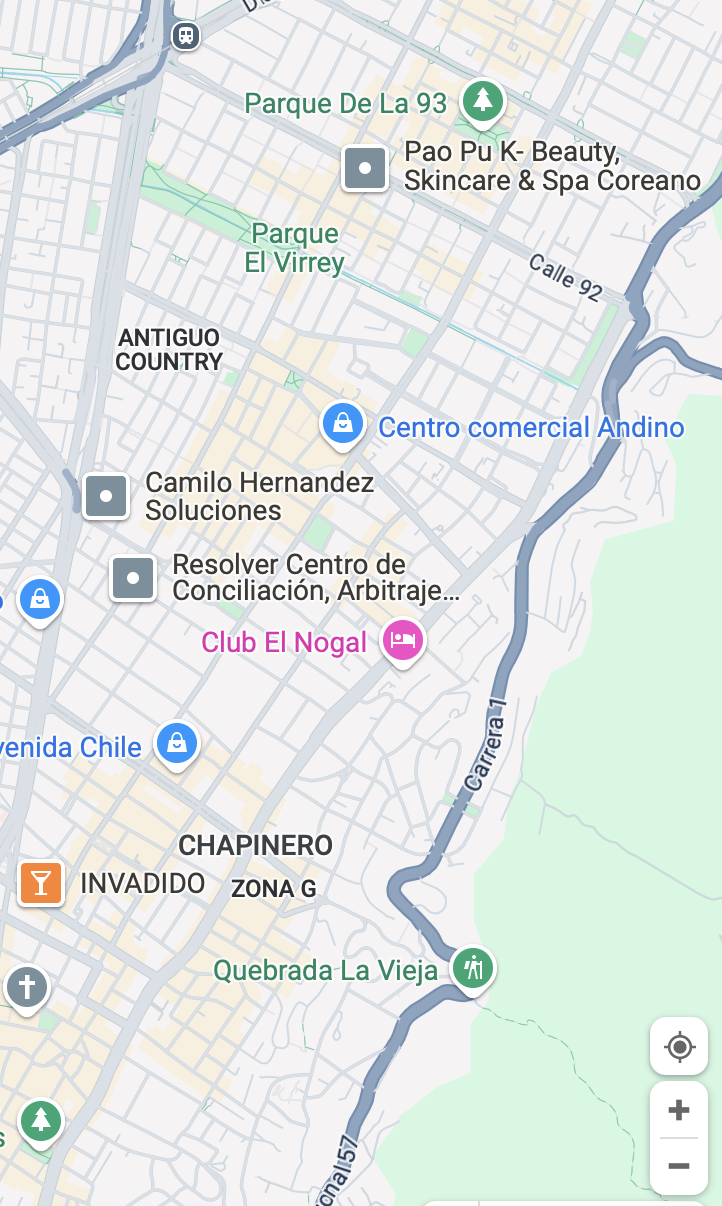 Parque De La 93
Pao Pu K- Beauty,
Skincare & Spa Coreano
Parque
El Virrey
Calle 92
ANTIGUO
COUNTRY
Centro comercial Andino
Camilo Hernandez
Soluciones
Resolver Centro de
Conciliación, Arbitraje...
Club El Nogal
Carrera 1
venida Chile
CHAPINERO
INVADIDO
ZONA G
Quebrada La Vieja
onal 57